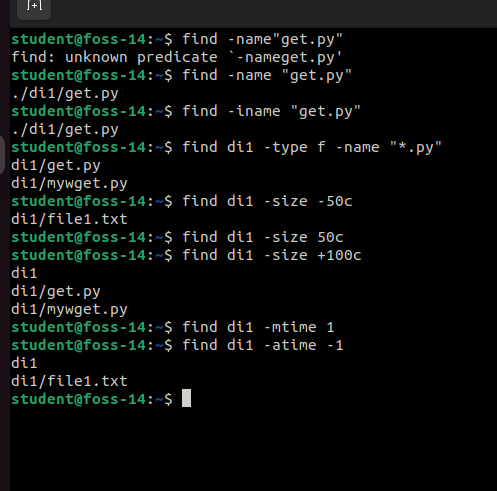 student@foss-14:~$ find -name"get.py"
find: unknown predicate `-nameget.py'
student@foss-14:~$ find -name "get.py"
./di1/get.py
student@foss-14:~$ find -iname "get.py"
./di1/get.py
student@foss-14:~$ find di1 -type f -name "*.py"
di1/get.py
di1/mywget.py
student@foss-14:~$ find di1 -size -50c
di1/file1.txt
student@foss-14:~$ find di1 -size 50c
student@foss-14:~$ find di1 -size +100c
di1
di1/get.py
di1/mywget.py
student@foss-14:~$ find di1 -mtime 1
student@foss-14:~$ find di1 -atime -1
di1
di1/file1.txt
student@foss-14:~$